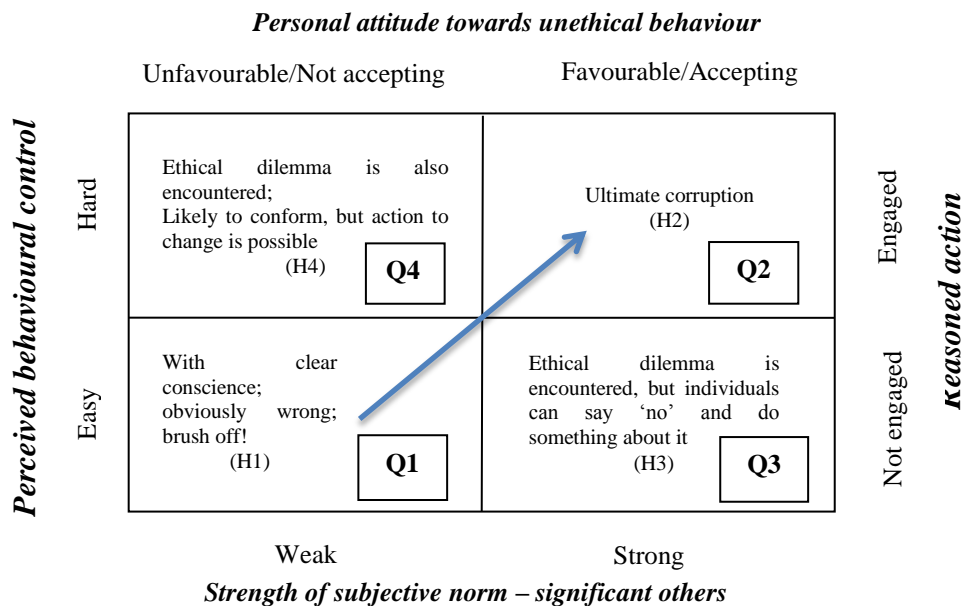 Personal attitude towards unethical behaviour
Unfavourable/Not accepting
Favourable/Accepting
Perceived behavioural control
Hard
Easy
Ethical dilemma is also
encountered;
Likely to conform, but action to
change is possible
(H4)
Q4
Ultimate corruption
(H2)
Q2
With clear
conscience;
obviously wrong;
brush off!
(H1)
Q1
Ethical dilemma is
encountered, but individuals
can say ‘no’ and do
something about it
(H3)
Q3
Engaged
Not engaged
Reasoned action
Weak
Strong
Strength of subjective norm – significant others